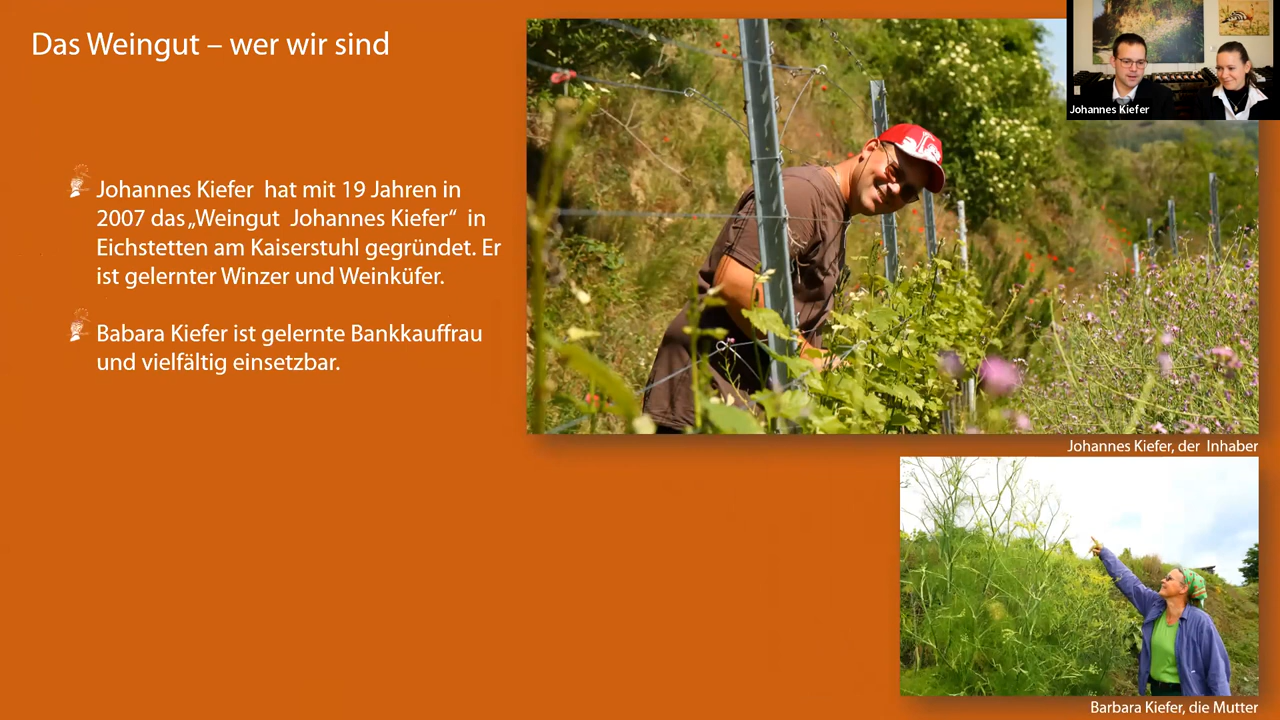 Das Weingut – wer wir sind
Johannes Kiefer
Johannes Kiefer hat mit 19 Jahren in
2007 das „Weingut Johannes Kiefer“ in
Eichstetten am Kaiserstuhl gegründet. Er
ist gelernter Winzer und Weinküfer.
Babara Kiefer ist gelernte Bankkauffrau
und vielfältig einsetzbar.
Johannes Kiefer, der Inhaber
Barbara Kiefer, die Mutter